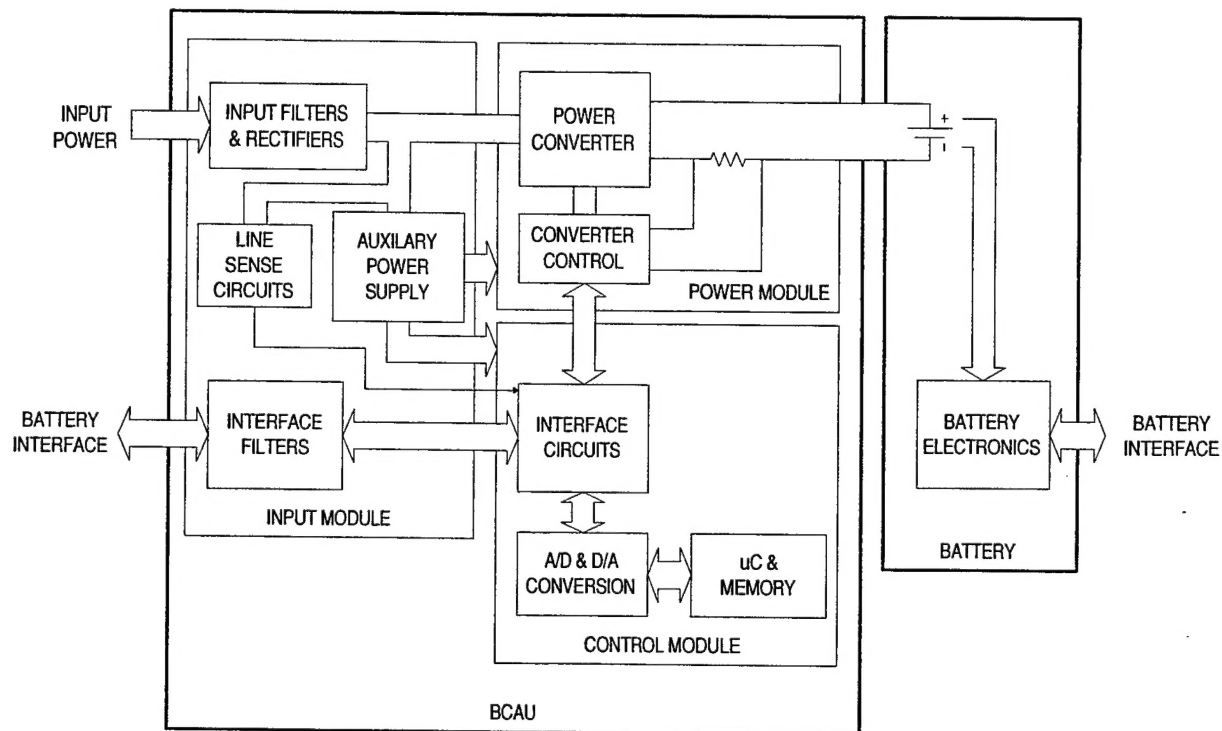 INPUT
POWER
INPUT FILTERS
& RECTIFIERS
LINE
SENSE
CIRCUITS
AUXILARY
POWER
SUPPLY
BATTERY
INTERFACE
INTERFACE
FILTERS
INPUT MODULE
POWER
CONVERTER
CONVERTER
CONTROL
POWER MODULE
INTERFACE
CIRCUITS
A/D & D/A
CONVERSION
uC &
MEMORY
CONTROL MODULE
BCAU
+
BATTERY
ELECTRONICS
BATTERY
BATTERY
INTERFACE